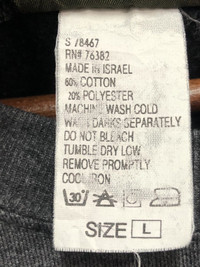 S 78467
RN# 76382
MADE IN ISRAEL
60% COTTON
20% POLYESTER
MACHINE WASH COLD
WASH DARKS SEPARATELY
DO NOT BLEACH
TUMBLE DRY LOW
REMOVE PROMPTLY
COOL IRON
30°
SIZE L